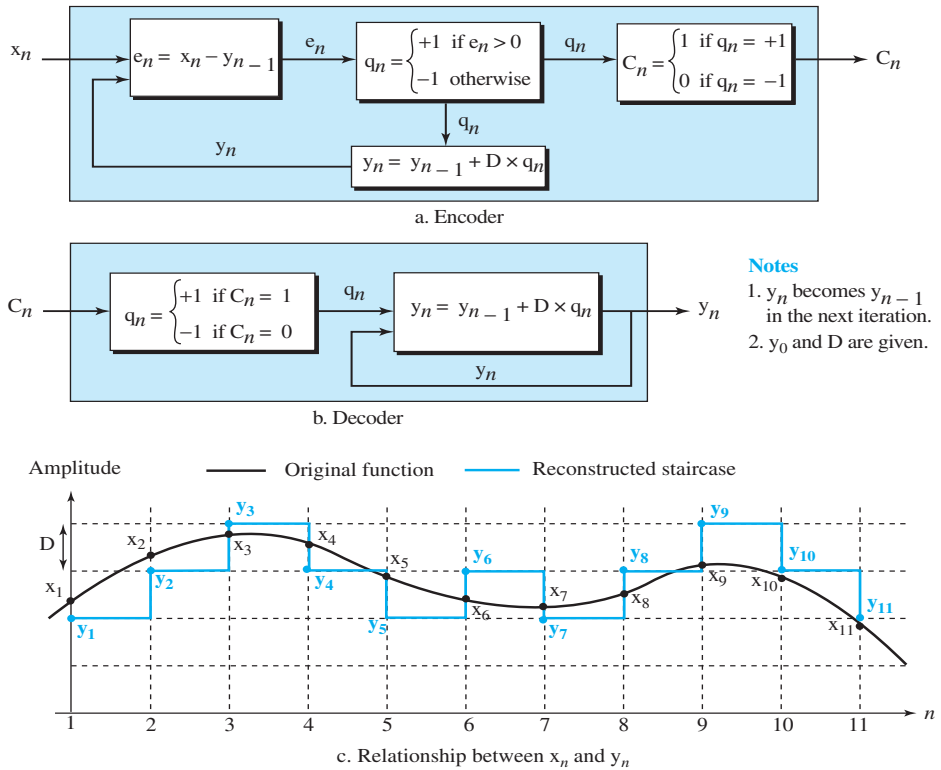 xₙ
eₙ = xₙ − yₙ ₋ ₁
eₙ
qₙ = { +1 if eₙ > 0
−1 otherwise
qₙ
Cₙ = { 1 if qₙ = +1
0 if qₙ = −1
Cₙ
qₙ
yₙ
yₙ = yₙ ₋ ₁ + D × qₙ
a. Encoder
Cₙ
qₙ = { +1 if Cₙ = 1
−1 if Cₙ = 0
qₙ
yₙ = yₙ ₋ ₁ + D × qₙ
yₙ
yₙ
b. Decoder
Notes
1. yₙ becomes yₙ ₋ ₁
in the next iteration.
2. y₀ and D are given.
Amplitude
Original function
Reconstructed staircase
D
x₁
x₂
x₃
x₄
x₅
x₆
x₇
x₈
x₉
x₁₀
x₁₁
y₁
y₂
y₃
y₄
y₅
y₆
y₇
y₈
y₉
y₁₀
y₁₁
1 2 3 4 5 6 7 8 9 10 11 n
c. Relationship between xₙ and yₙ